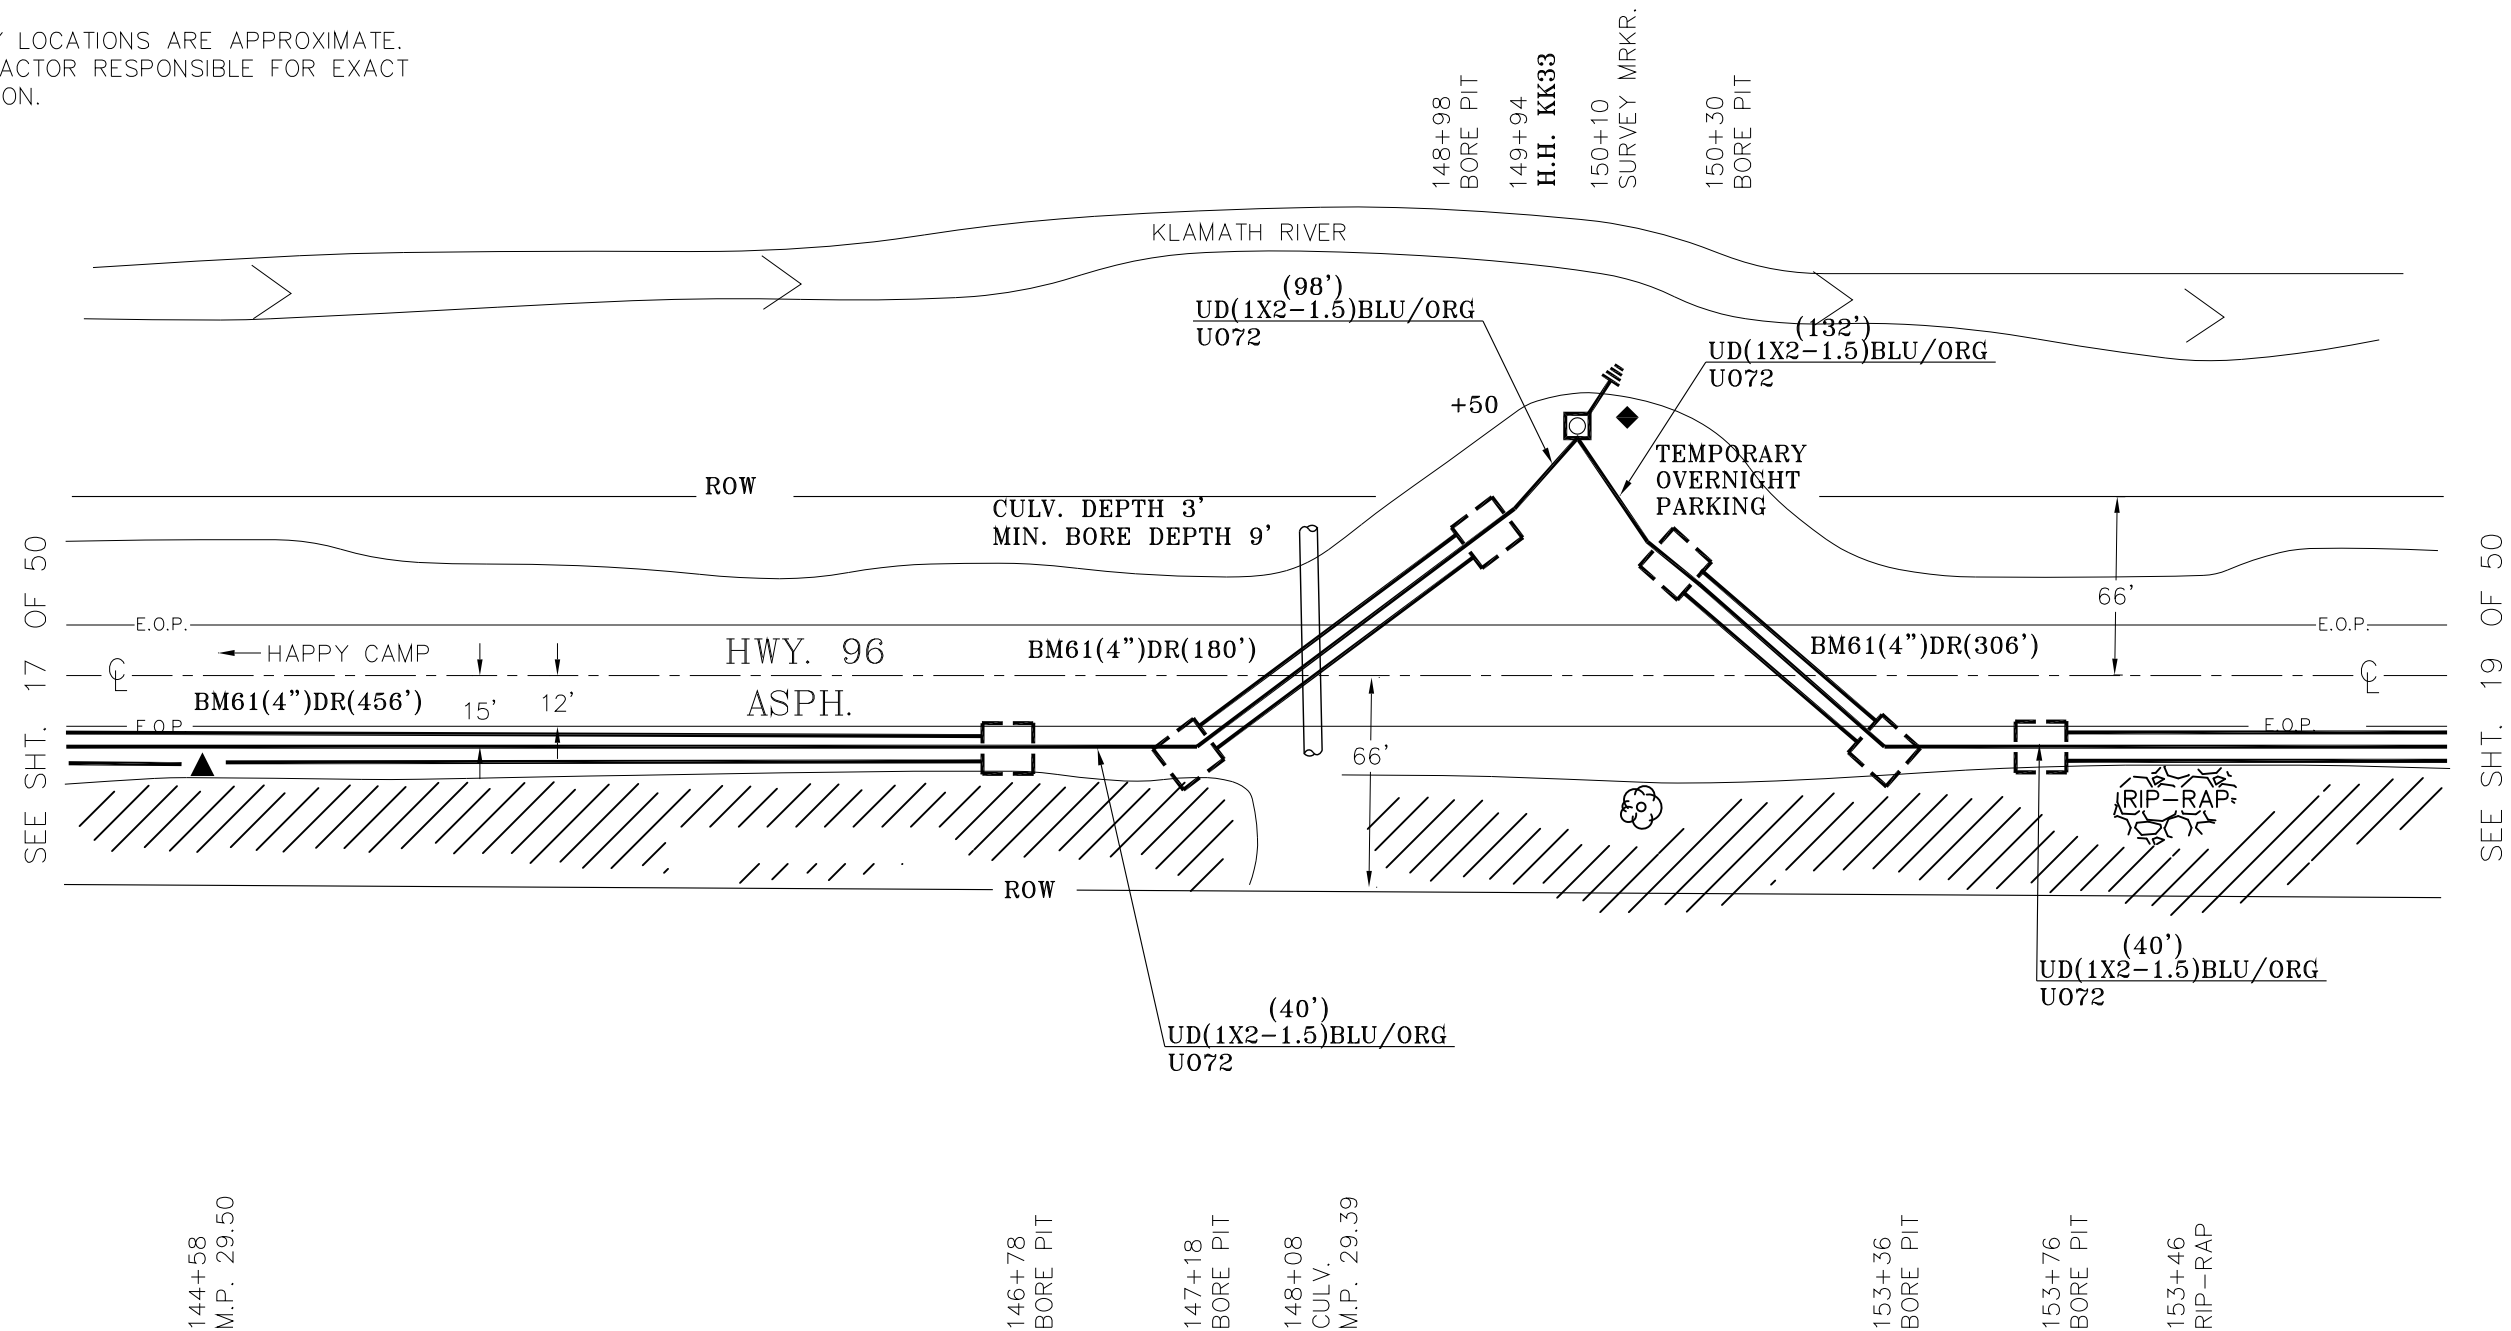 LOCATIONS ARE APPROXIMATE.
RESPONSIBLE FOR EXACT
148+98
BORE PIT
149+94
H.H. KK33
150+10
SURVEY MRKR.
150+30
BORE PIT
KLAMATH RIVER
(98')
UD(1X2-1.5)BLU/ORG
UO72
(132')
UD(1X2-1.5)BLU/ORG
UO72
+50
TEMPORARY
OVERNIGHT
PARKING
ROW
CULV. DEPTH 3'
MIN. BORE DEPTH 9'
SEE SHT. 17 OF 50
SEE SHT. 19 OF 50
66'
E.O.P.
E.O.P.
HAPPY CAMP
HWY. 96
BM61(4")DR(180')
BM61(4")DR(306')
CL
CL
BM61(4")DR(456')
15'
12'
ASPH.
E.O.P.
E.O.P.
66'
RIP-RAP
ROW
(40')
UD(1X2-1.5)BLU/ORG
UO72
(40')
UD(1X2-1.5)BLU/ORG
UO72
144+58
M.P. 29.50
146+78
BORE PIT
147+18
BORE PIT
148+08
CULV.
M.P. 29.39
153+36
BORE PIT
153+76
BORE PIT
153+46
RIP-RAP